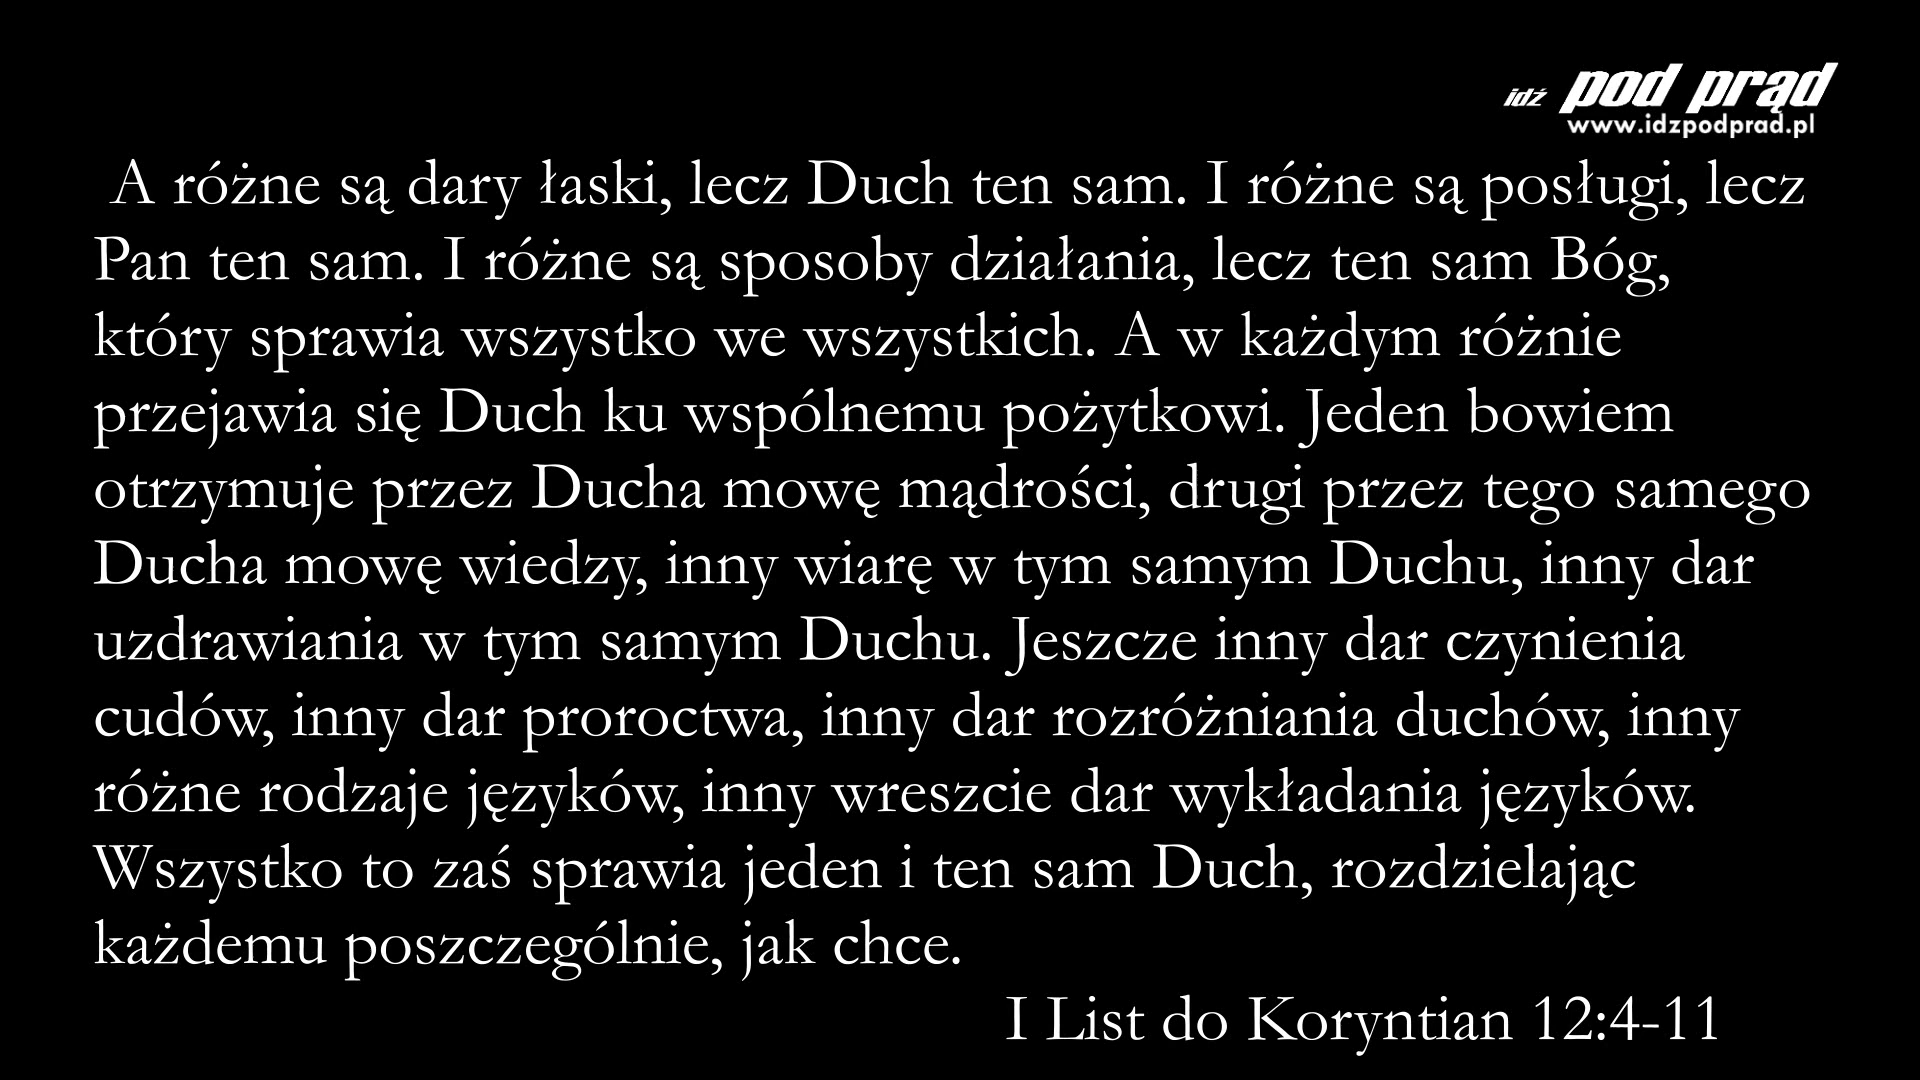 idź pod prąd
www.idzpodprad.pl
A różne są dary łaski, lecz Duch ten sam. I różne są posługi, lecz
Pan ten sam. I różne są sposoby działania, lecz ten sam Bóg,
który sprawia wszystko we wszystkich. A w każdym różnie
przejawia się Duch ku wspólnemu pożytkowi. Jeden bowiem
otrzymuje przez Ducha mowę mądrości, drugi przez tego samego
Ducha mowę wiedzy, inny wiarę w tym samym Duchu, inny dar
uzdrawiania w tym samym Duchu. Jeszcze inny dar czynienia
cudów, inny dar proroctwa, inny dar rozróżniania duchów, inny
różne rodzaje języków, inny wreszcie dar wykładania języków.
Wszystko to zaś sprawia jeden i ten sam Duch, rozdzielając
każdemu poszczególnie, jak chce.
I List do Koryntian 12:4-11